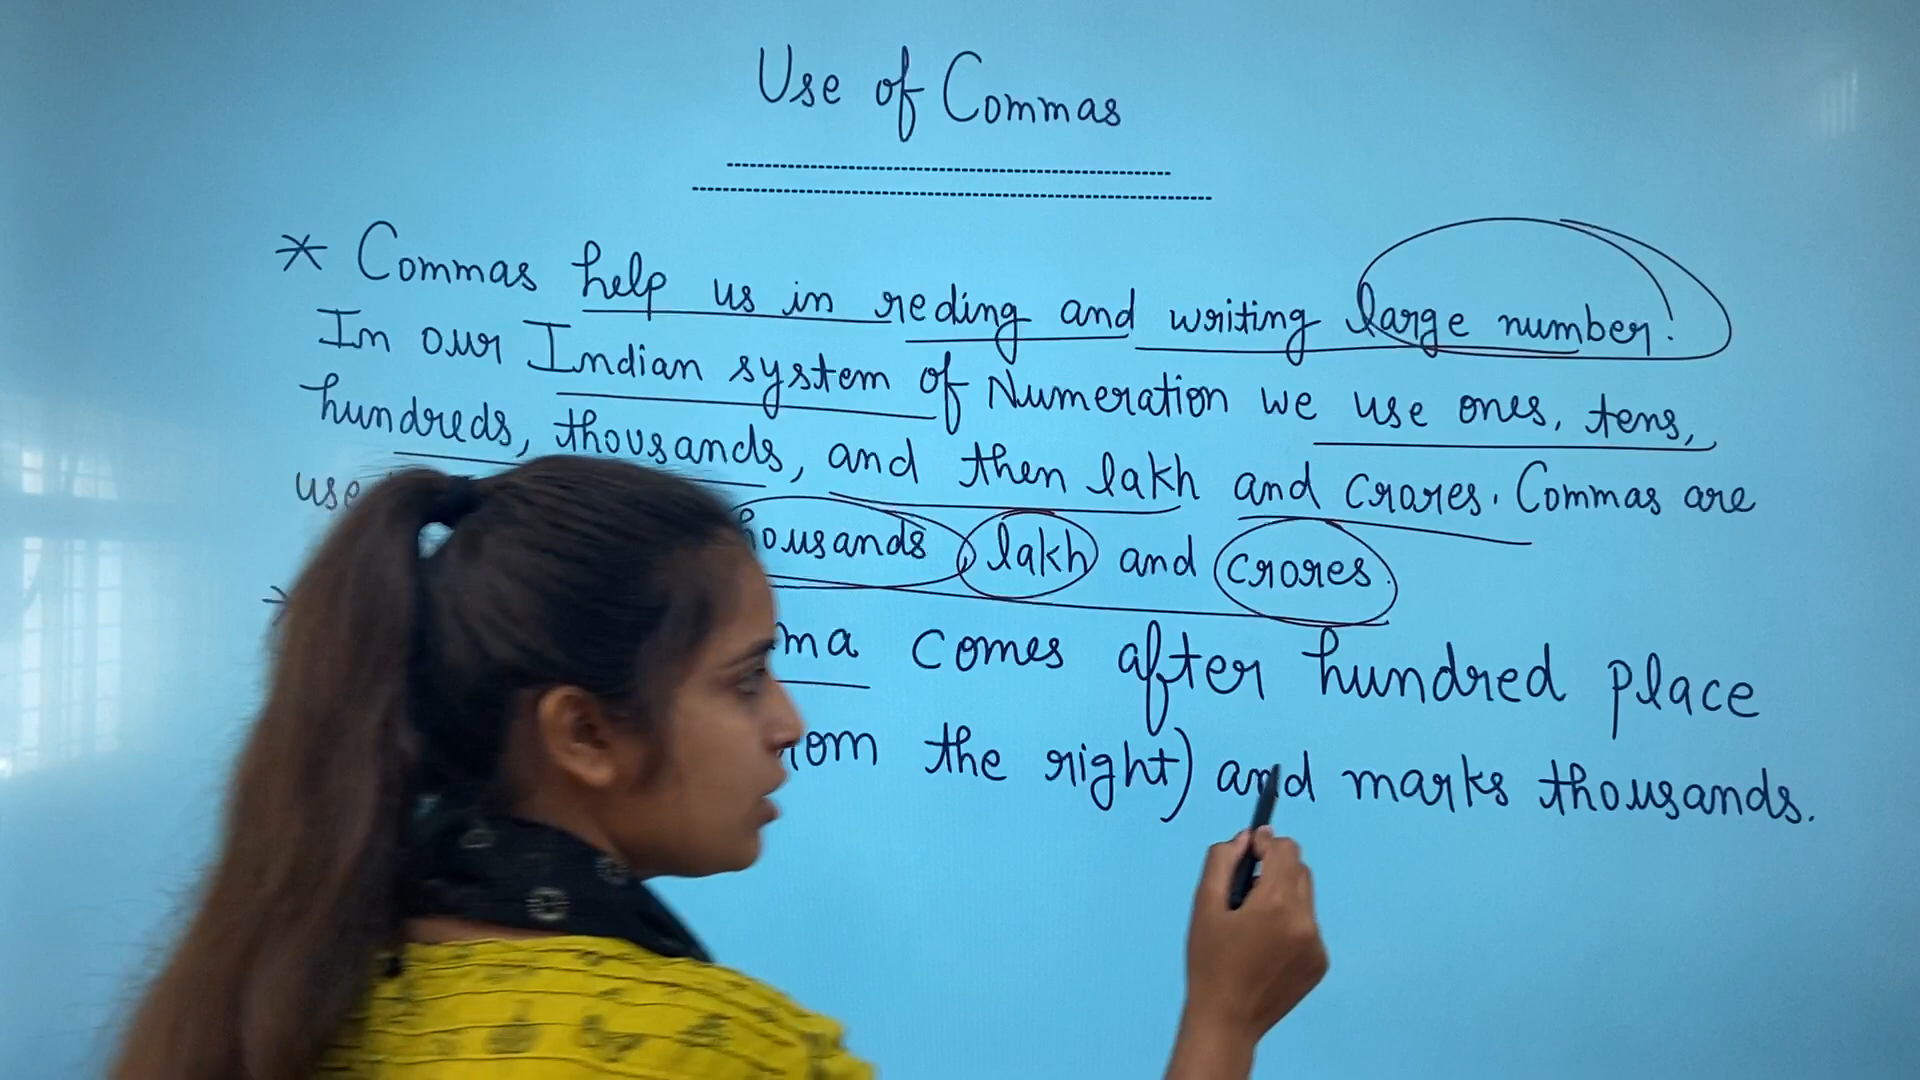 Use of Commas
* Commas help us in reding and writing large number.
In our Indian system of Numeration we use ones, tens,
hundreds, thousands, and then lakh and crares. Commas are
use housands, lakh and crores.
ma comes after hundred place
rom the right) and marks thousands.